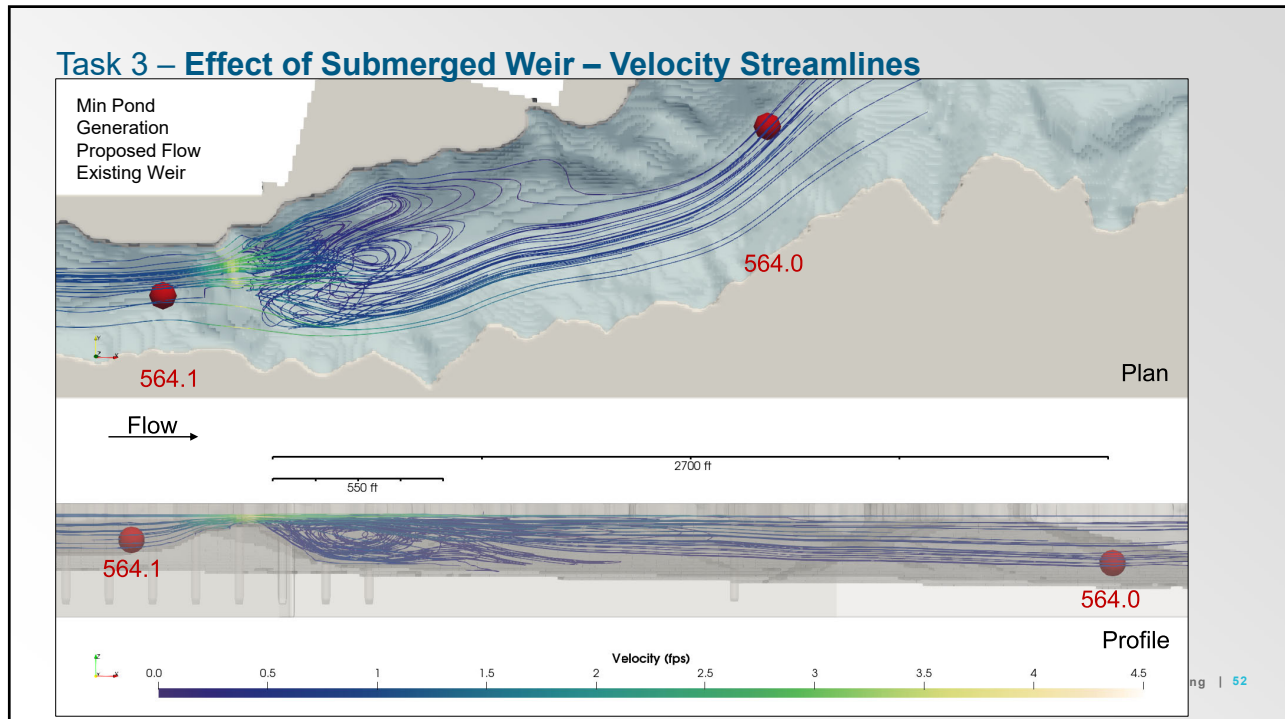 Task 3 – Effect of Submerged Weir – Velocity Streamlines
Min Pond
Generation
Proposed Flow
Existing Weir
564.0
564.1
Plan
Flow
2700 ft
550 ft
564.1
564.0
Profile
Velocity (fps)
0.0 0.5 1 1.5 2 2.5 3 3.5 4 4.5
ng | 52